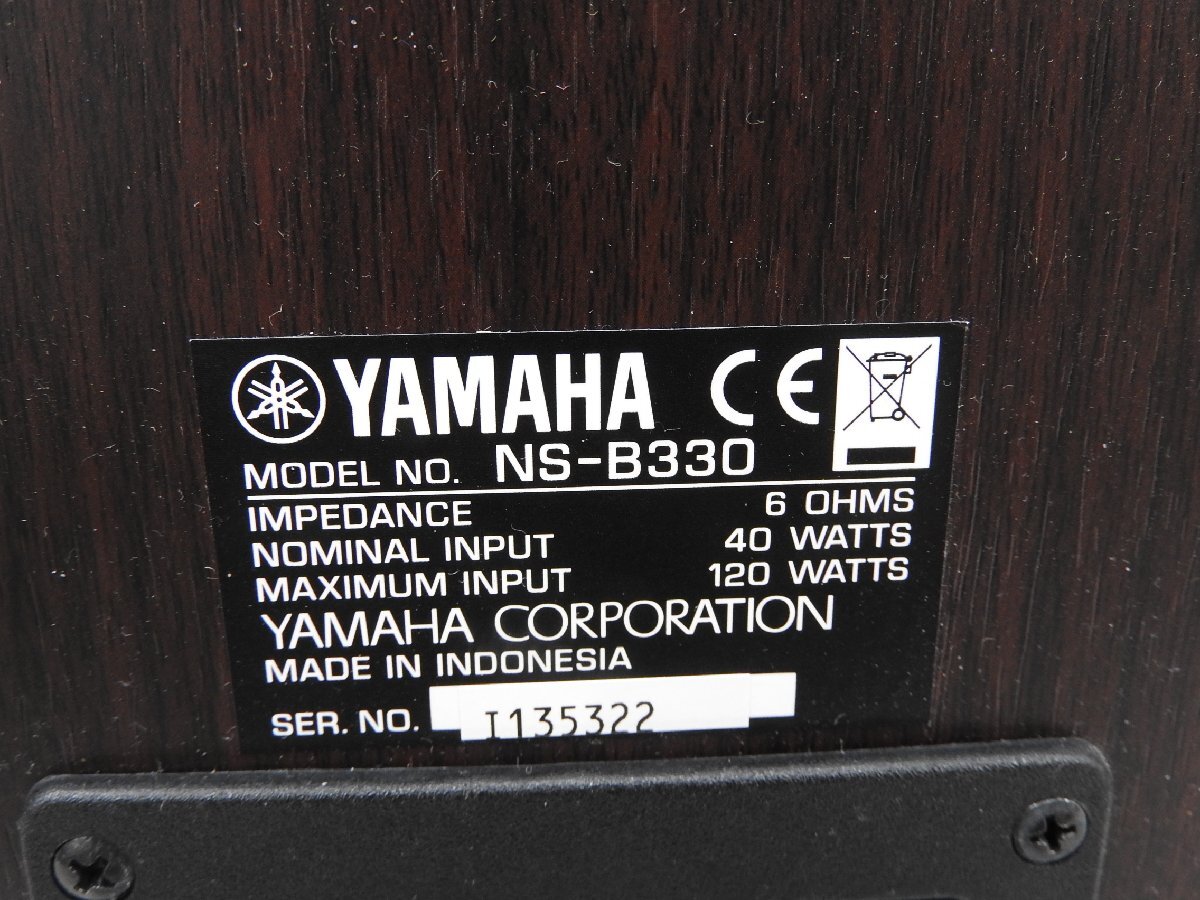 YAMAHA CE
MODEL NO. NS-B330
IMPEDANCE 6 OHMS
NOMINAL INPUT 40 WATTS
MAXIMUM INPUT 120 WATTS
YAMAHA CORPORATION
MADE IN INDONESIA
SER. NO. I135322